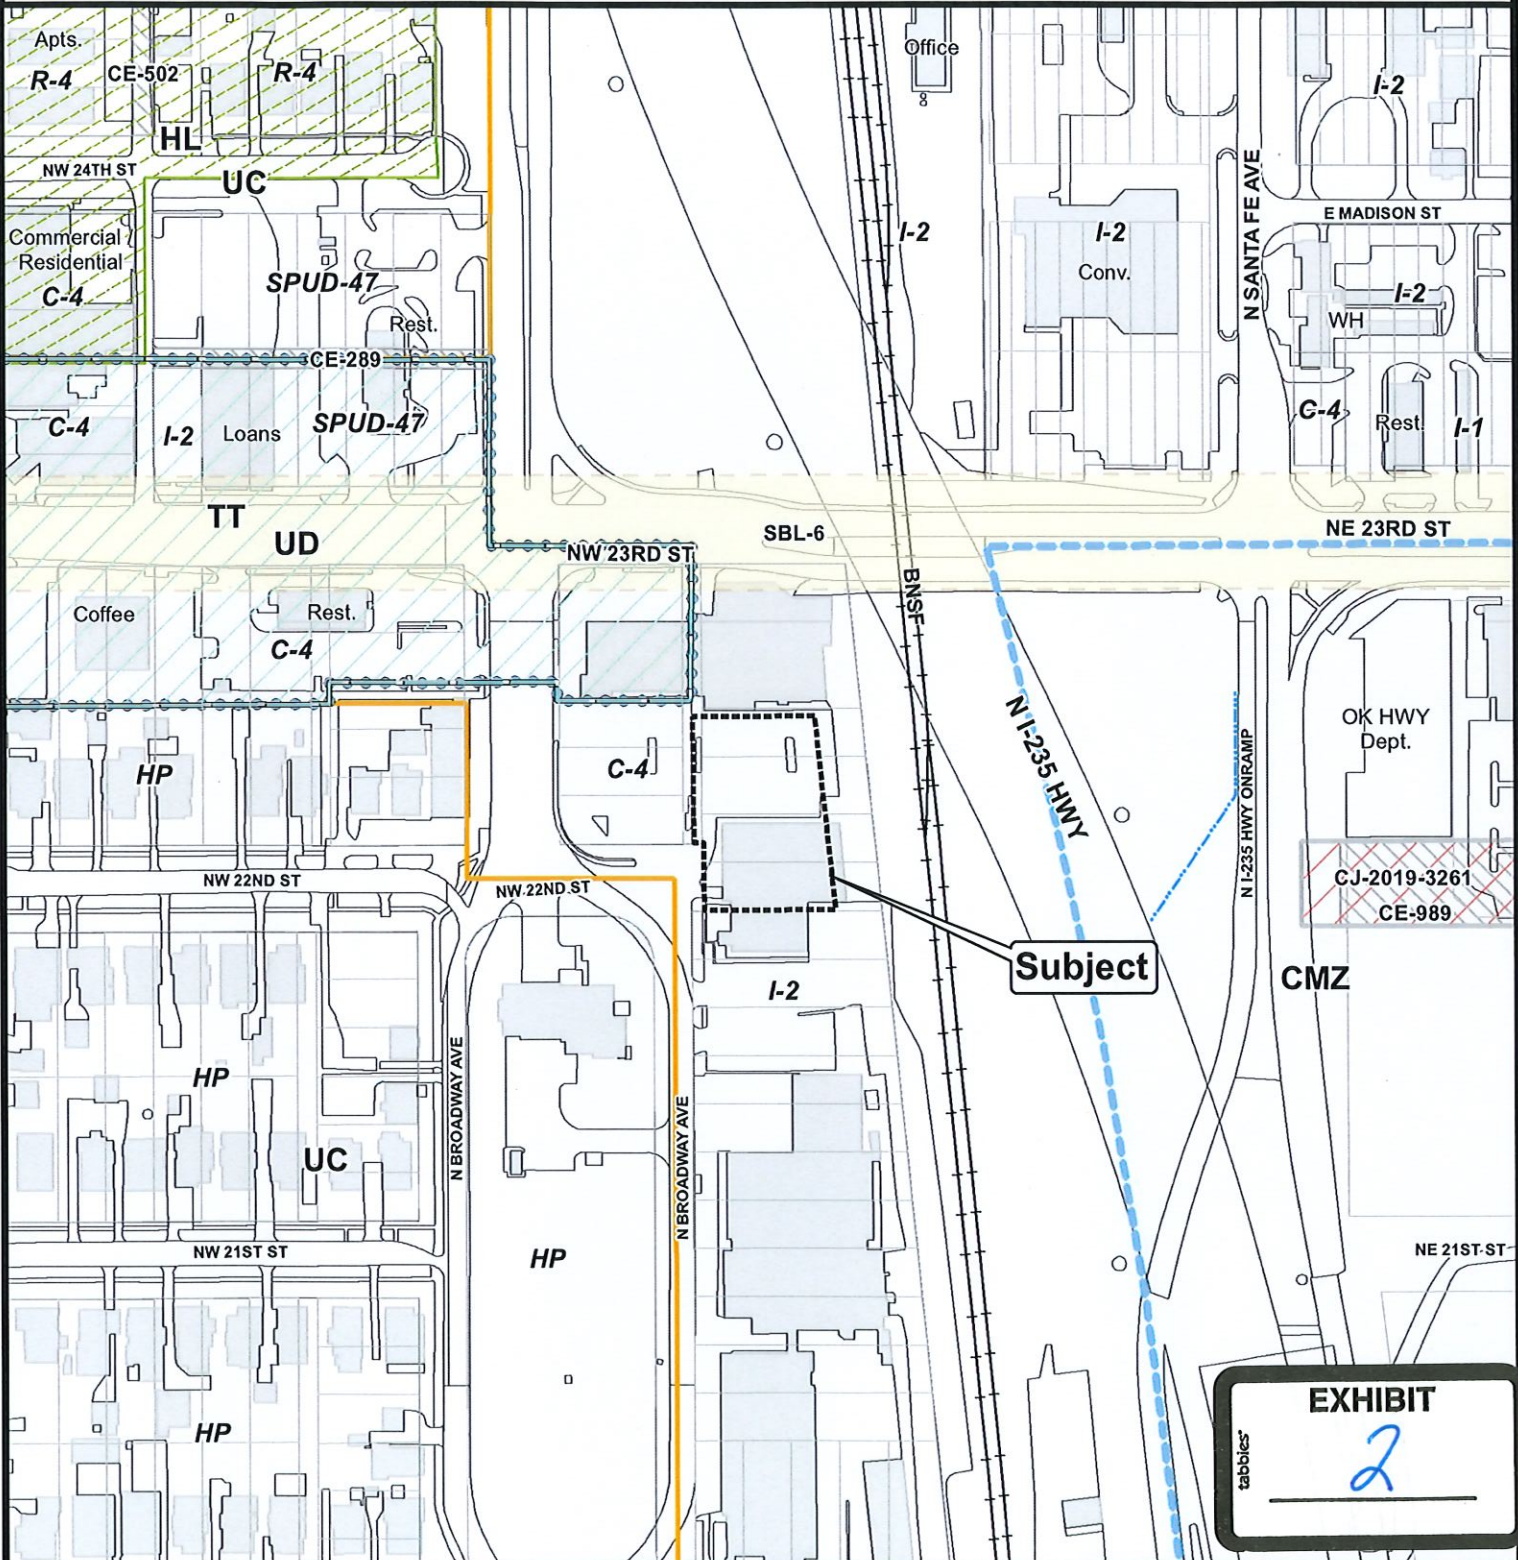 Apts.
R-4
CE-502
R-4
Office
8
I-2
HL
NW 24TH ST
UC
N SANTA FE AVE
E MADISON ST
Commercial /
Residential
C-4
SPUD-47
Rest.
I-2
I-2
Conv.
I-2
WH
CE-289
C-4
I-2
Loans
SPUD-47
C-4
Rest.
I-1
TT
UD
NW 23RD ST
SBL-6
NE 23RD ST
BNSF
Coffee
Rest.
C-4
HP
C-4
N I-235 HWY
N I-235 HWY ONRAMP
OK HWY
Dept.
NW 22ND ST
NW 22ND ST
CJ-2019-3261
CE-989
Subject
I-2
CMZ
HP
UC
N BROADWAY AVE
N BROADWAY AVE
HP
NW 21ST ST
NE 21ST ST
HP
EXHIBIT
2
tabbies